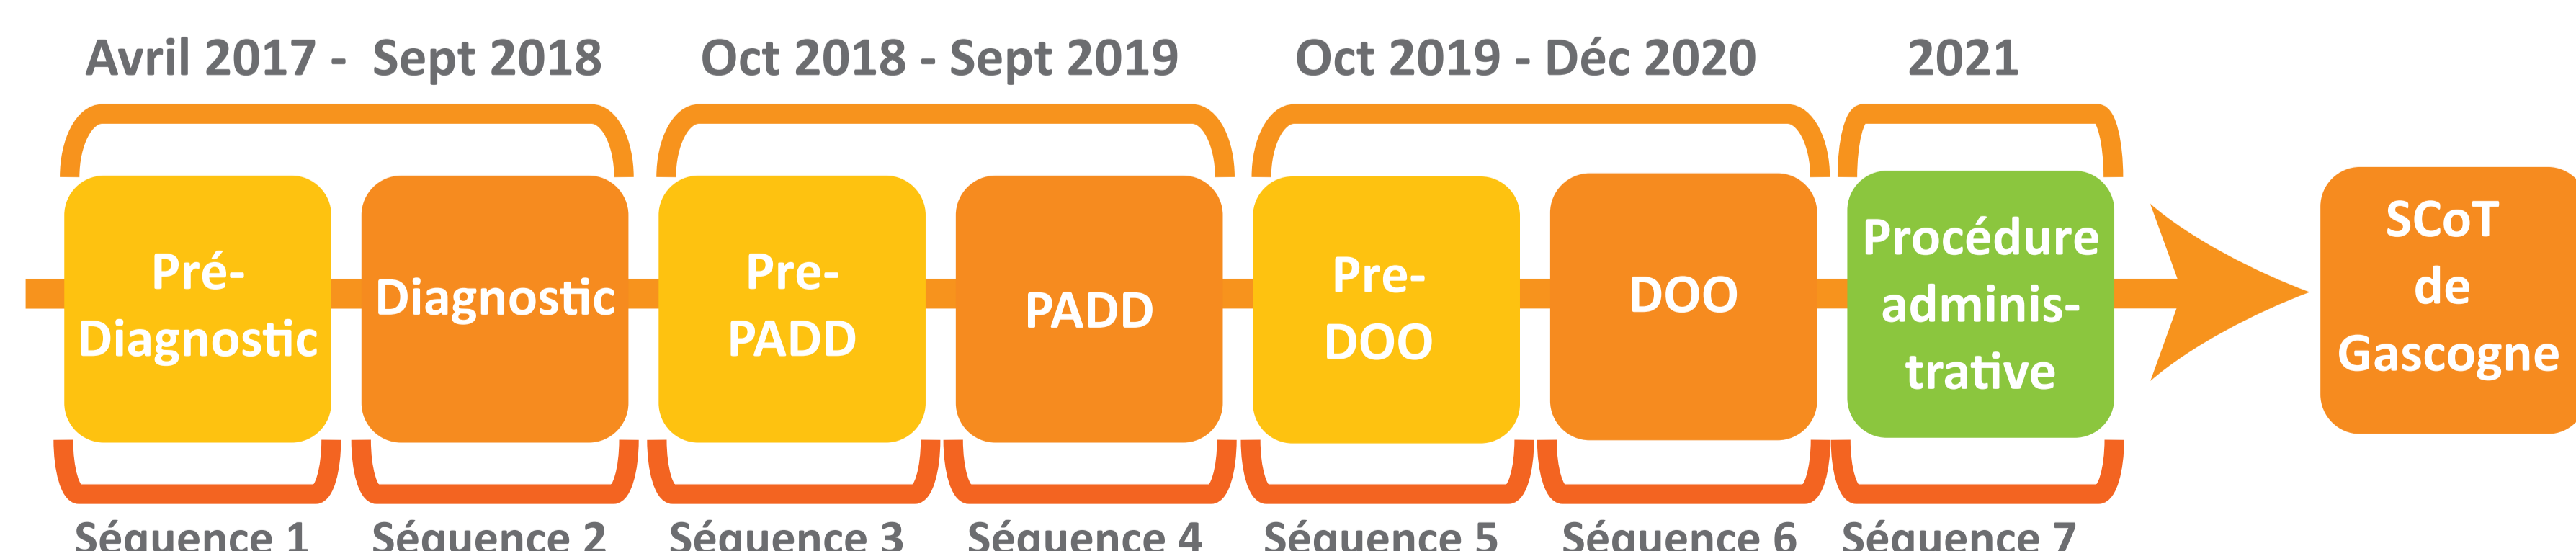 Avril 2017 - Sept 2018
Oct 2018 - Sept 2019
Oct 2019 - Déc 2020
2021
Pré-
Diagnostic
Diagnostic
Pre-
PADD
PADD
Pre-
DOO
DOO
Procédure
adminis-
trative
SCoT
de
Gascogne
Séquence 1
Séquence 2
Séquence 3
Séquence 4
Séquence 5
Séquence 6
Séquence 7